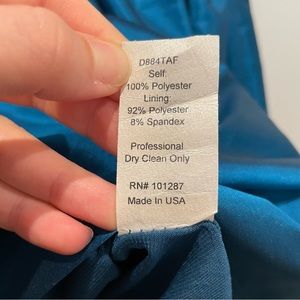 D884TAF
Self:
100% Polyester
Lining:
92% Polyester
8% Spandex
Professional
Dry Clean Only
RN# 101287
Made In USA